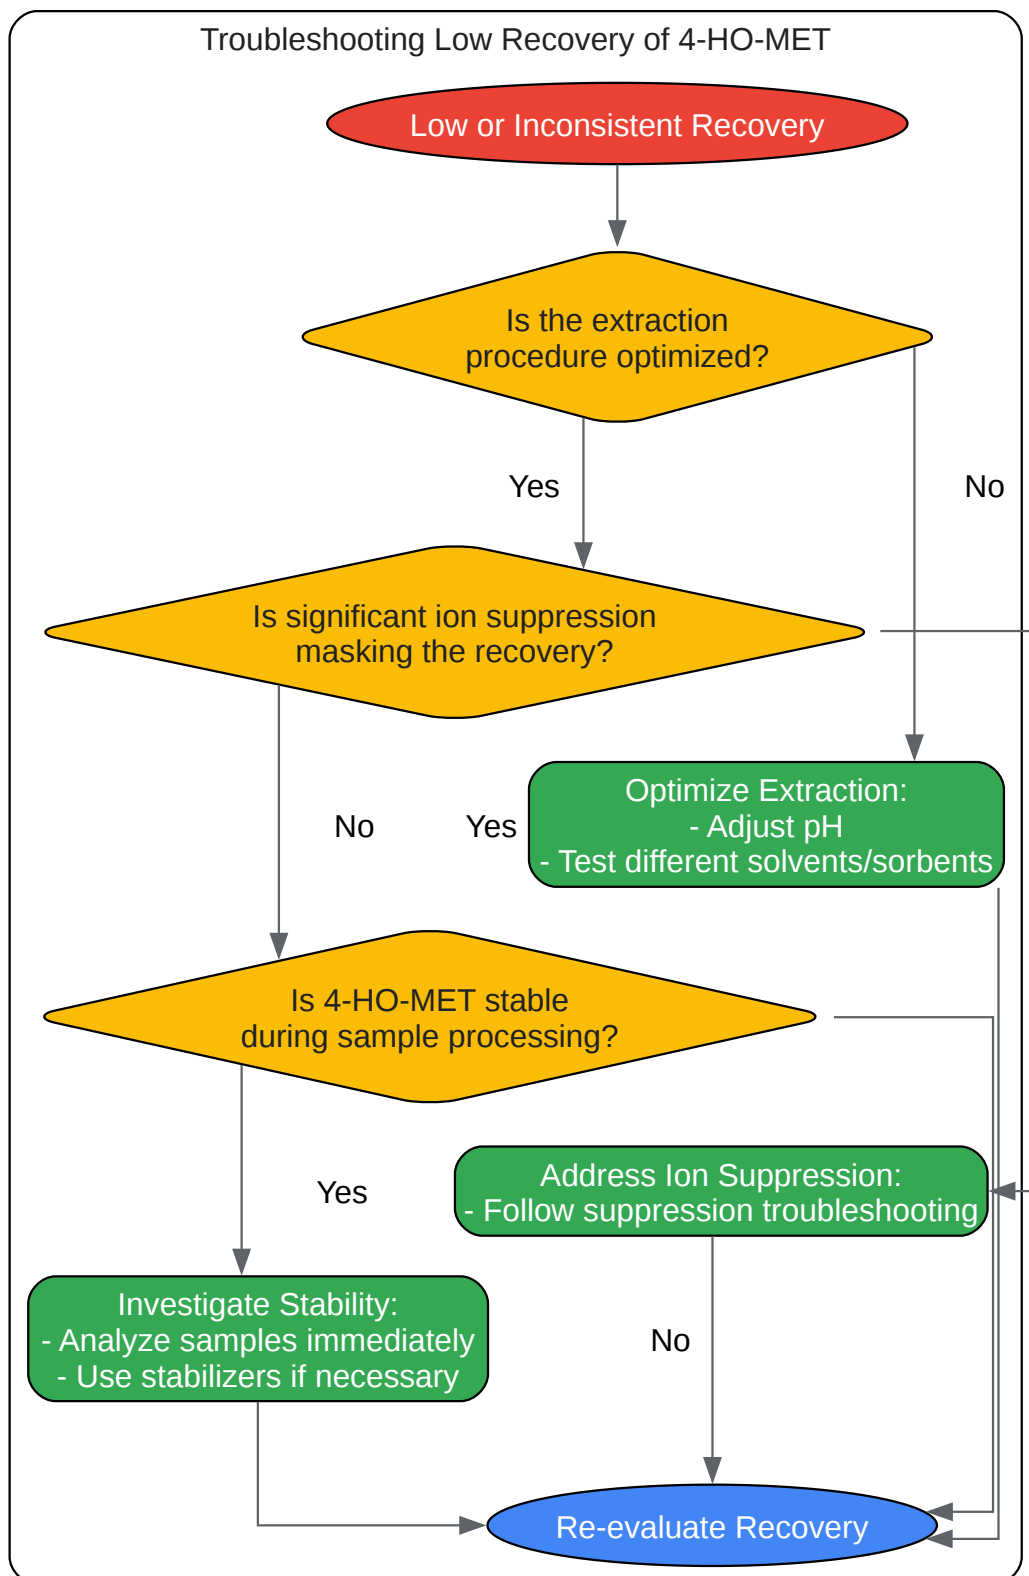 Troubleshooting Low Recovery of 4-HO-MET
Low or Inconsistent Recovery
Is the extraction
procedure optimized?
Yes
No
Is significant ion suppression
masking the recovery?
Optimize Extraction:
- Adjust pH
- Test different solvents/sorbents
No
Yes
Is 4-HO-MET stable
during sample processing?
Address Ion Suppression:
- Follow suppression troubleshooting
Yes
Investigate Stability:
- Analyze samples immediately
- Use stabilizers if necessary
No
Re-evaluate Recovery